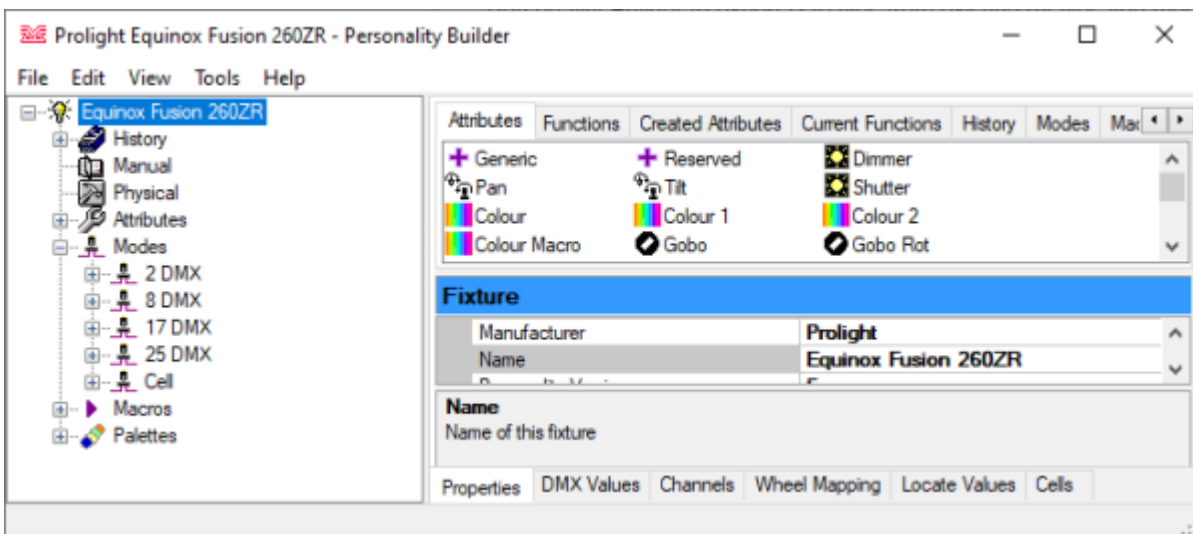 Prolight Equinox Fusion 260ZR - Personality Builder
File Edit View Tools Help
Equinox Fusion 260ZR
History
Manual
Physical
Attributes
Modes
2 DMX
8 DMX
17 DMX
25 DMX
Cell
Macros
Palettes
Attributes Functions Created Attributes Current Functions History Modes
Generic Reserved Dimmer
Pan Tilt Shutter
Colour Colour 1 Colour 2
Colour Macro Gobo Gobo Rot
Fixture
Manufacturer Prolight
Name Equinox Fusion 260ZR
Name
Name of this fixture
Properties DMX Values Channels Wheel Mapping Locate Values Cells